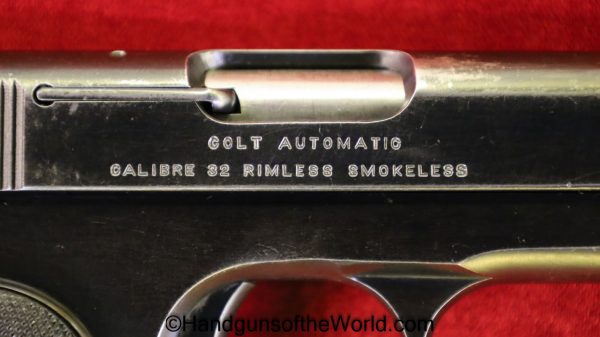 COLT AUTOMATIC
CALIBRE 32 RIMLESS SMOKELESS
©HandgunsoftheWorld.com